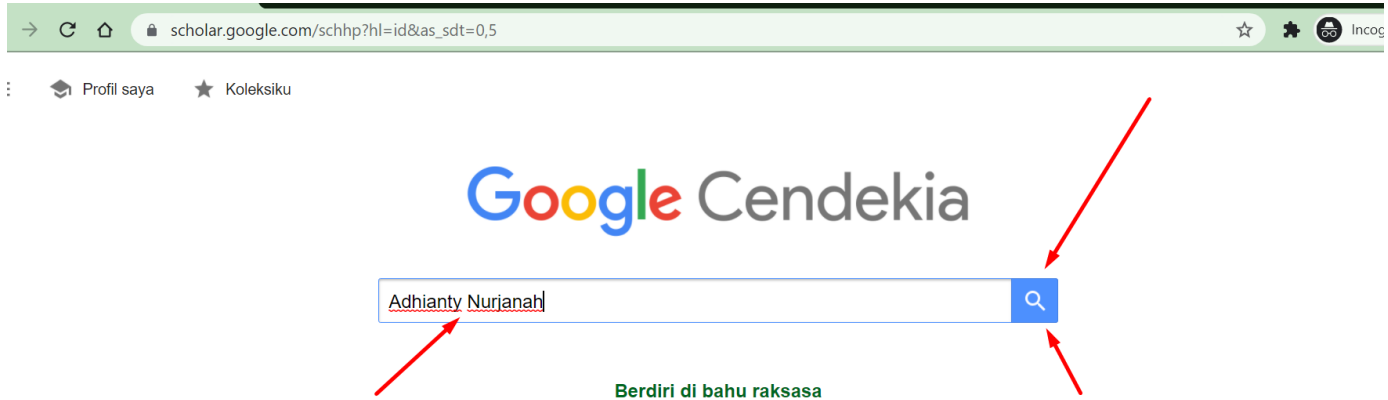 scholar.google.com/schhp?hl=id&as_sdt=0,5
Profil saya Koleksiku
Google Cendekia
Adhianty Nurjanah
Berdiri di bahu raksasa